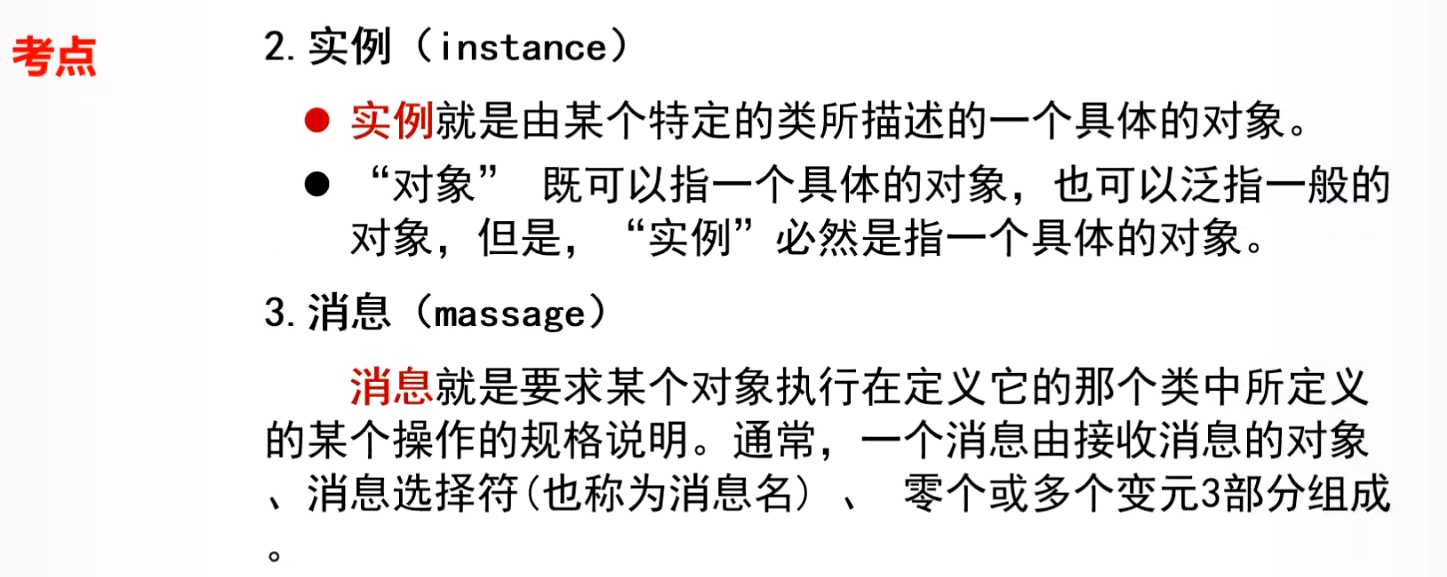 考点
2.实例（instance）
● 实例就是由某个特定的类所描述的一个具体的对象。
● “对象” 既可以指一个具体的对象，也可以泛指一般的
对象，但是，“实例”必然是指一个具体的对象。
3.消息（massage）
消息就是要求某个对象执行在定义它的那个类中所定义
的某个操作的规格说明。通常，一个消息由接收消息的对象
、消息选择符(也称为消息名) 、 零个或多个变元3部分组成
。